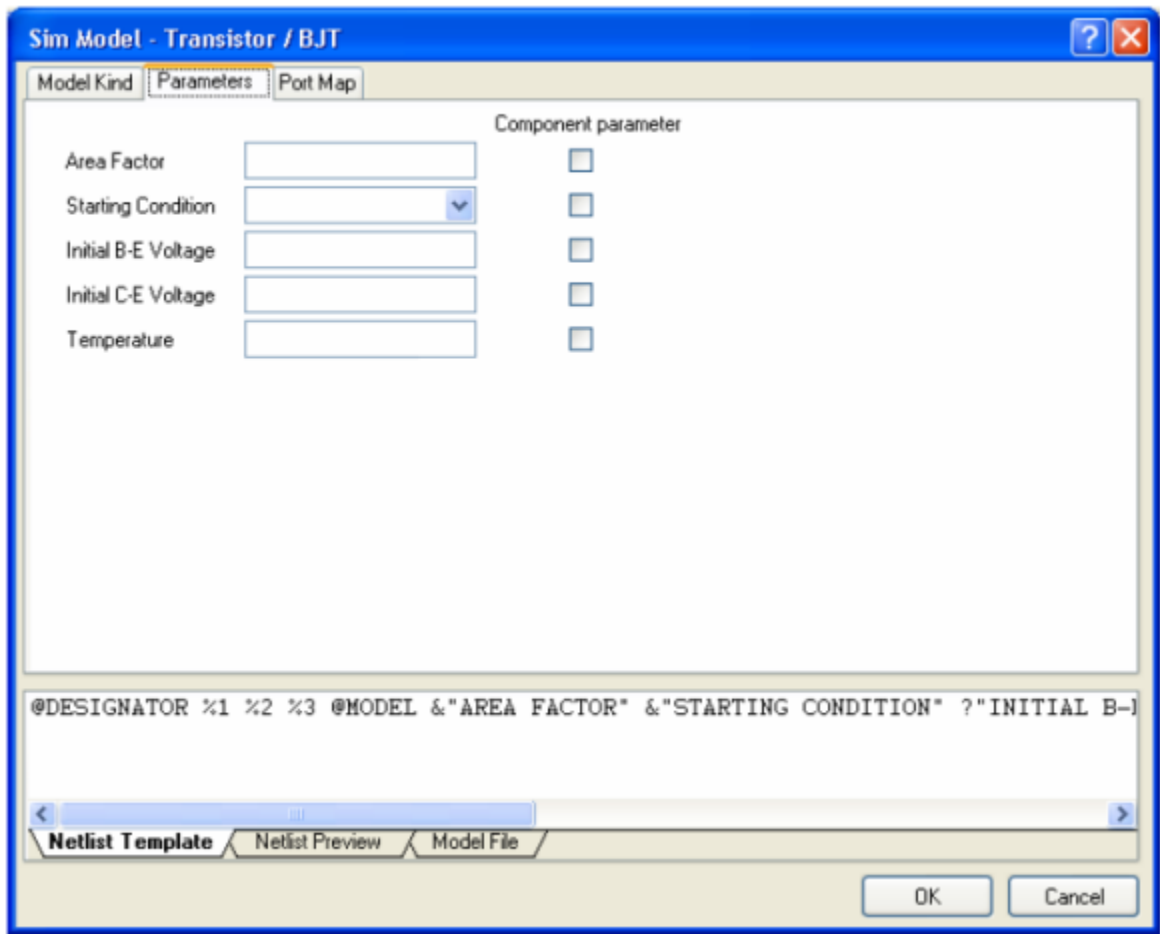 Sim Model - Transistor / BJT
Model Kind Parameters Port Map
Component parameter
Area Factor
Starting Condition
Initial B-E Voltage
Initial C-E Voltage
Temperature
@DESIGNATOR %1 %2 %3 @MODEL &"AREA FACTOR" &"STARTING CONDITION" ?"INITIAL B-
Netlist Template Netlist Preview Model File
OK Cancel